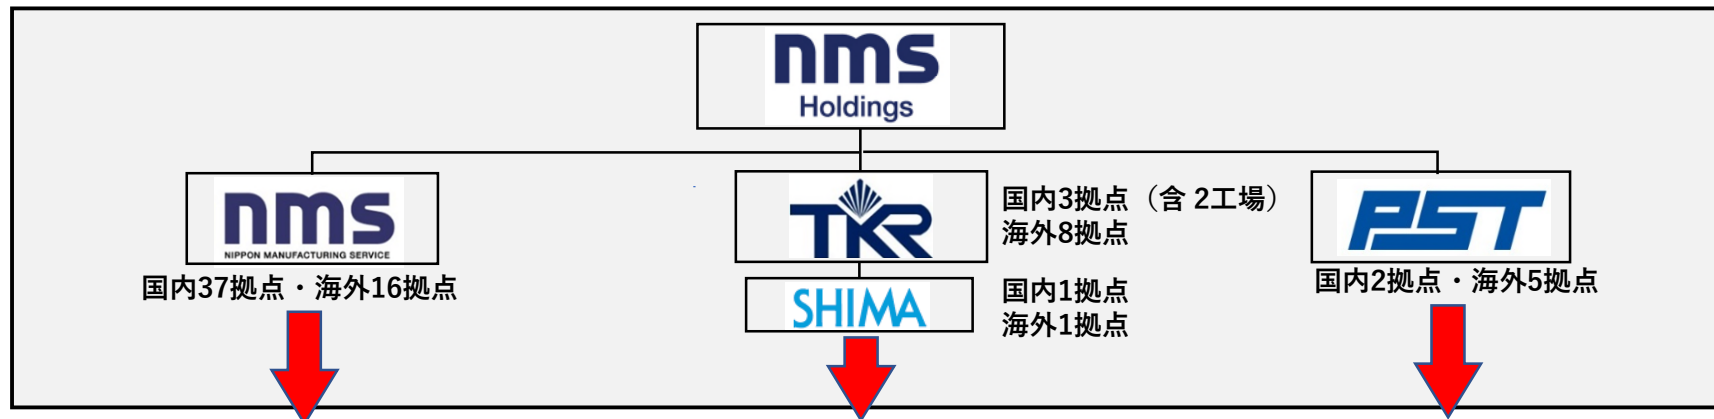 nms
Holdings
nms
NIPPON MANUFACTURING SERVICE
国内37拠点・海外16拠点
TKR
国内3拠点（含 2工場）
海外8拠点
SHIMA
国内1拠点
海外1拠点
PST
国内2拠点・海外5拠点